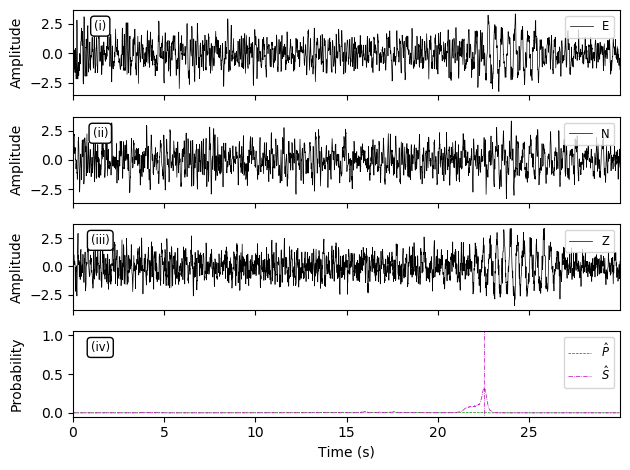 (i)
E
Amplitude
2.5
0.0
−2.5
(ii)
N
Amplitude
2.5
0.0
−2.5
(iii)
Z
Amplitude
2.5
0.0
−2.5
(iv)
P̂
Ŝ
Probability
1.0
0.5
0.0
0 5 10 15 20 25
Time (s)